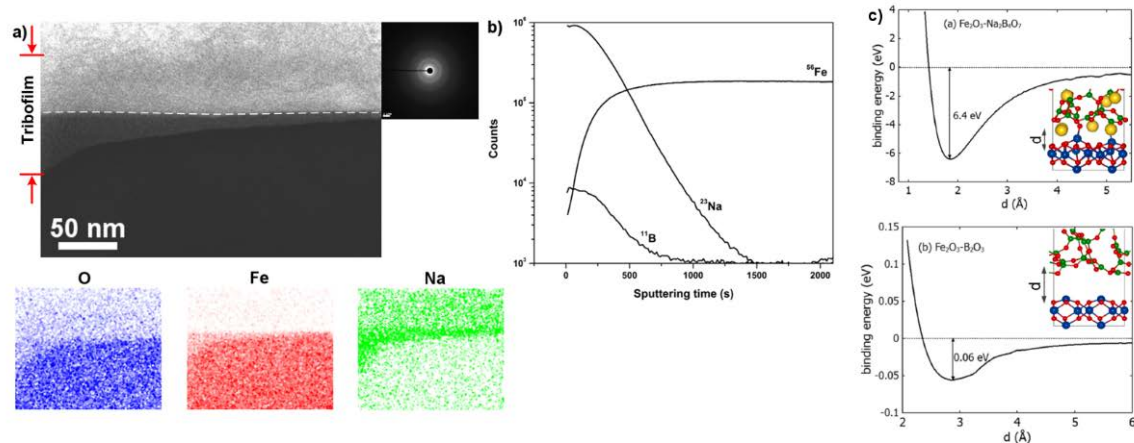 a)
Tribofilm
50 nm
O
Fe
Na
b)
10⁶
10⁵
10⁴
10³
Counts
⁵⁶Fe
²³Na
¹¹B
0 500 1000 1500 2000
Sputtering time (s)
c)
(a) Fe₂O₃-Na₂B₄O₇
binding energy (eV)
4
2
0
-2
-4
-6
-8
6.4 eV
d
1 2 3 4 5
d (Å)
(b) Fe₂O₃-B₂O₃
binding energy (eV)
0.15
0.1
0.05
0
-0.05
-0.1
0.06 eV
d
2 3 4 5 6
d (Å)